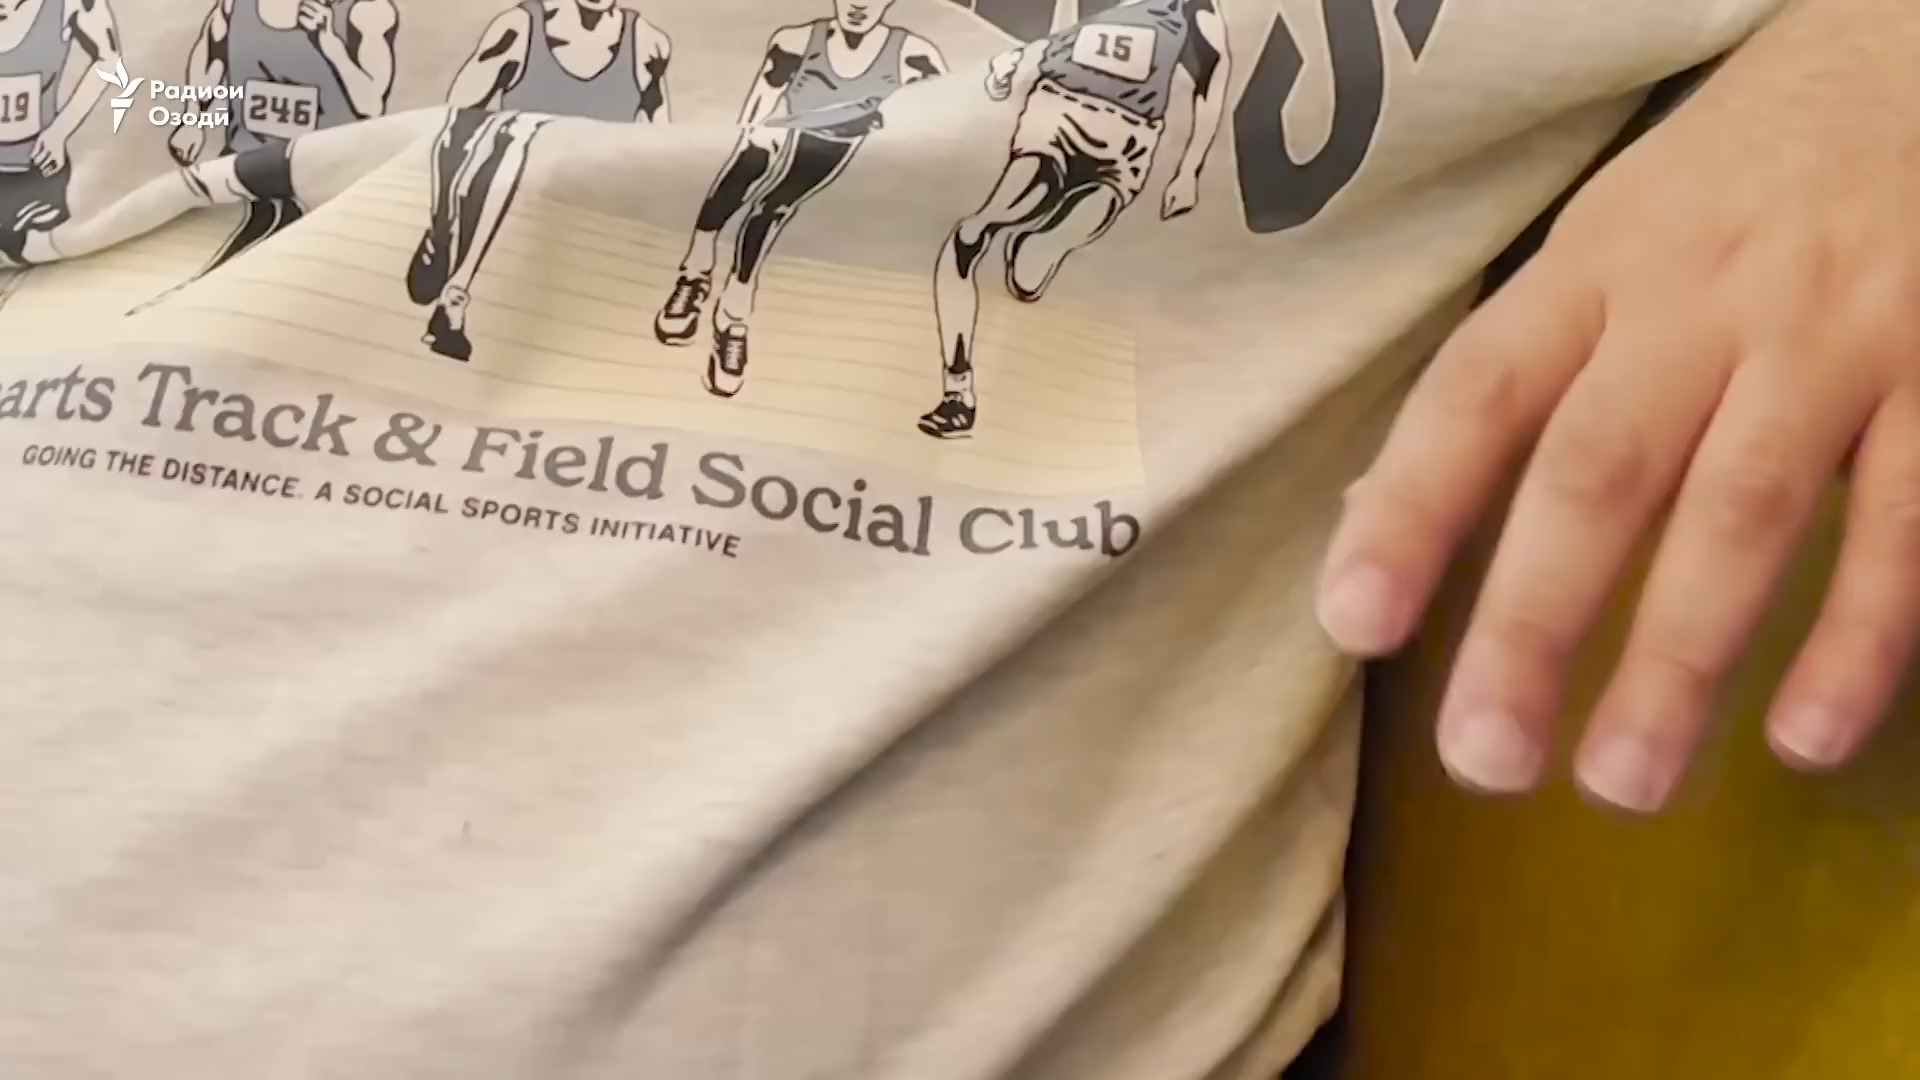 Радиои
Озодӣ
19
246
15
arts Track & Field Social Club
GOING THE DISTANCE. A SOCIAL SPORTS INITIATIVE